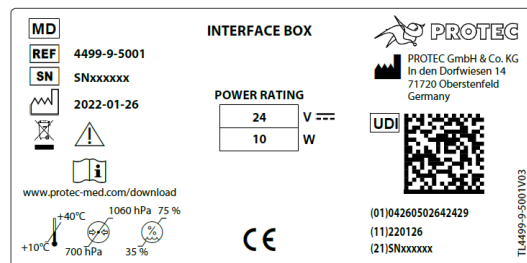 MD
INTERFACE BOX
PROTEC
REF 4499-9-5001
SN SNxxxxxx
2022-01-26
PROTEC GmbH & Co. KG
In den Dorfwiesen 14
71720 Oberstenfeld
Germany
POWER RATING
24 V
10 W
UDI
i
www.protec-med.com/download
+10°C +40°C
700 hPa 1060 hPa
% 35 % 75 %
CE
(01)04260502642429
(11)220126
(21)SNxxxxxx
TL4499-9-5001V03